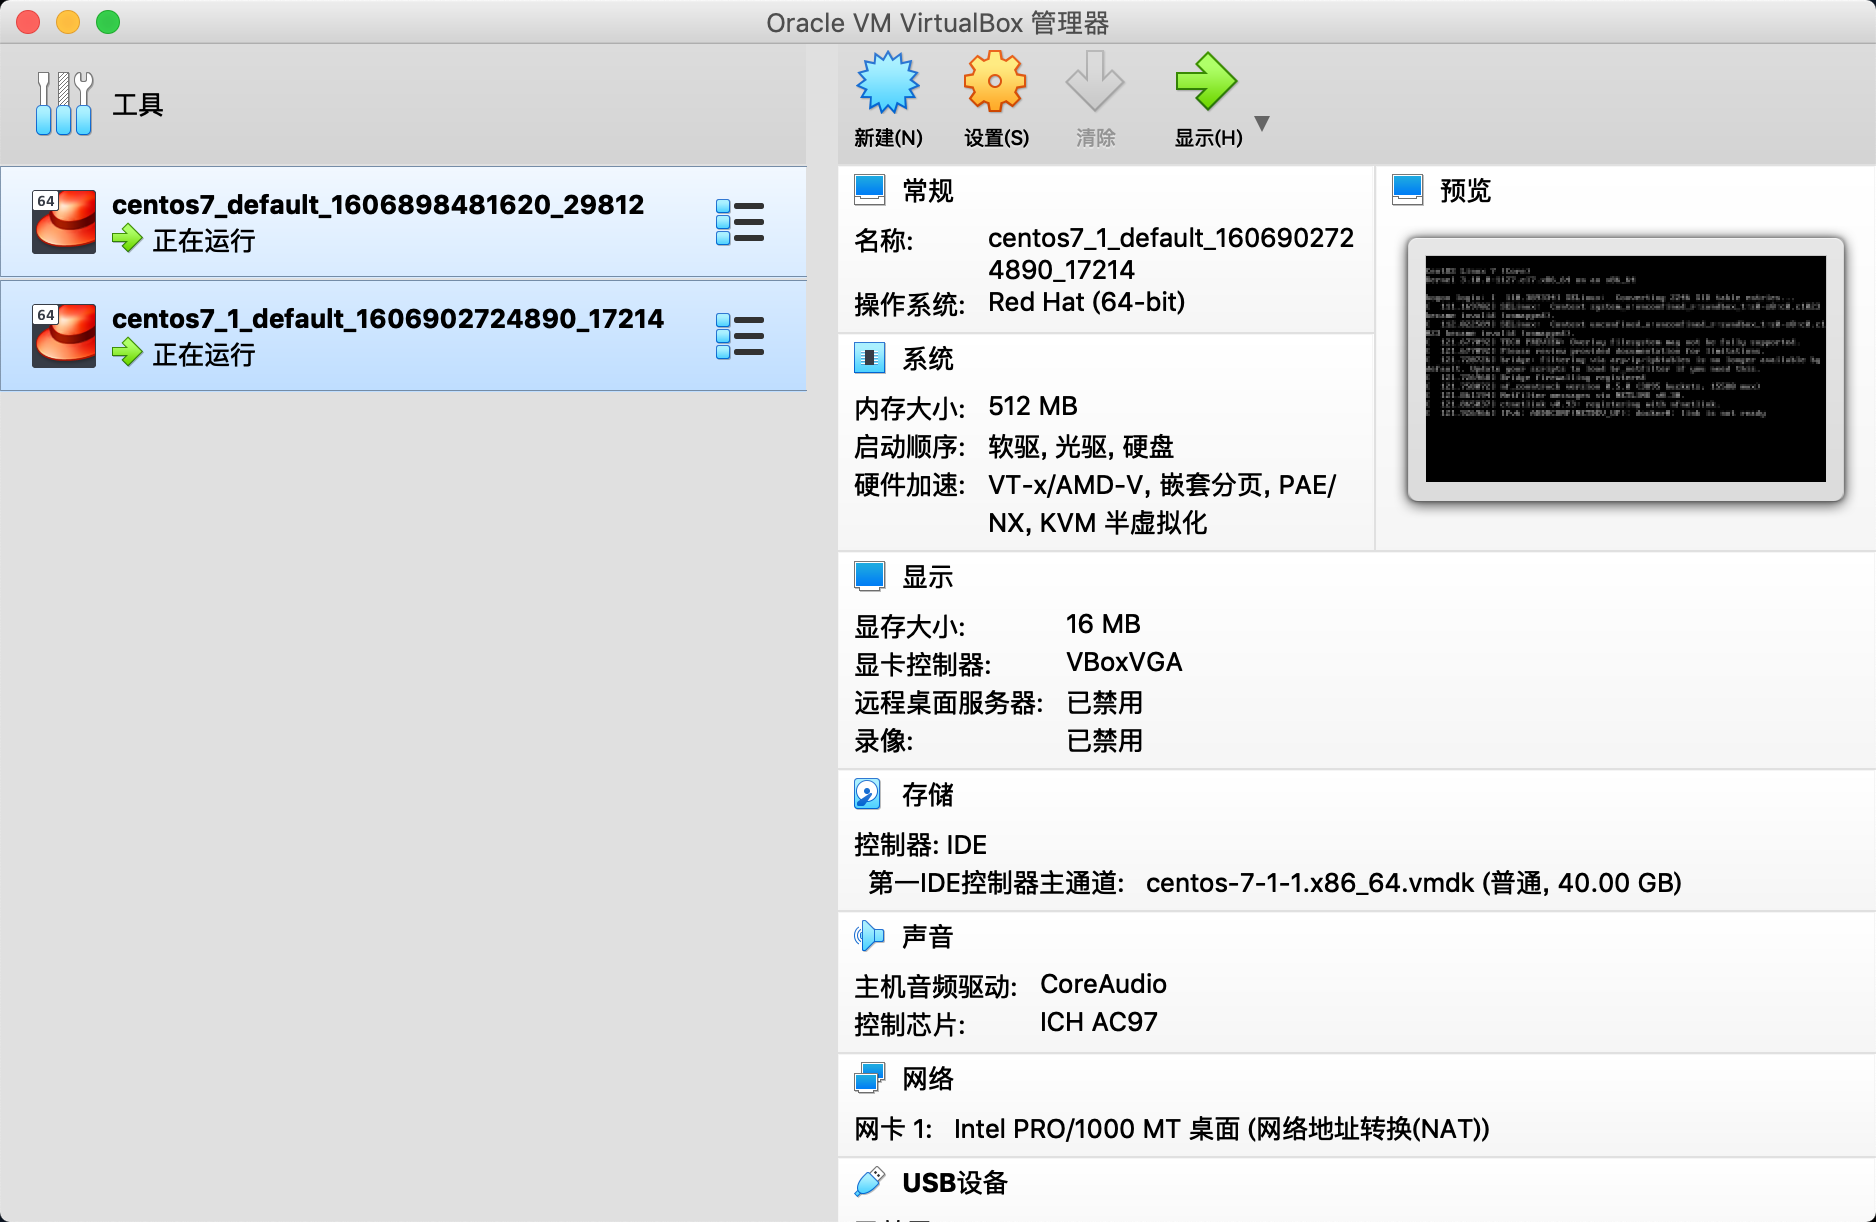 Oracle VM VirtualBox 管理器
工具
新建(N)
设置(S)
清除
显示(H)
64
centos7_default_1606898481620_29812
正在运行
64
centos7_1_default_1606902724890_17214
正在运行
常规
名称: centos7_1_default_160690272
4890_17214
操作系统: Red Hat (64-bit)
系统
内存大小: 512 MB
启动顺序: 软驱, 光驱, 硬盘
硬件加速: VT-x/AMD-V, 嵌套分页, PAE/
NX, KVM 半虚拟化
预览
CentOS Linux 7 (Core)
显示
显存大小: 16 MB
显卡控制器: VBoxVGA
远程桌面服务器: 已禁用
录像: 已禁用
存储
控制器: IDE
第一IDE控制器主通道: centos-7-1-1.x86_64.vmdk (普通, 40.00 GB)
声音
主机音频驱动: CoreAudio
控制芯片: ICH AC97
网络
网卡 1: Intel PRO/1000 MT 桌面 (网络地址转换(NAT))
USB设备